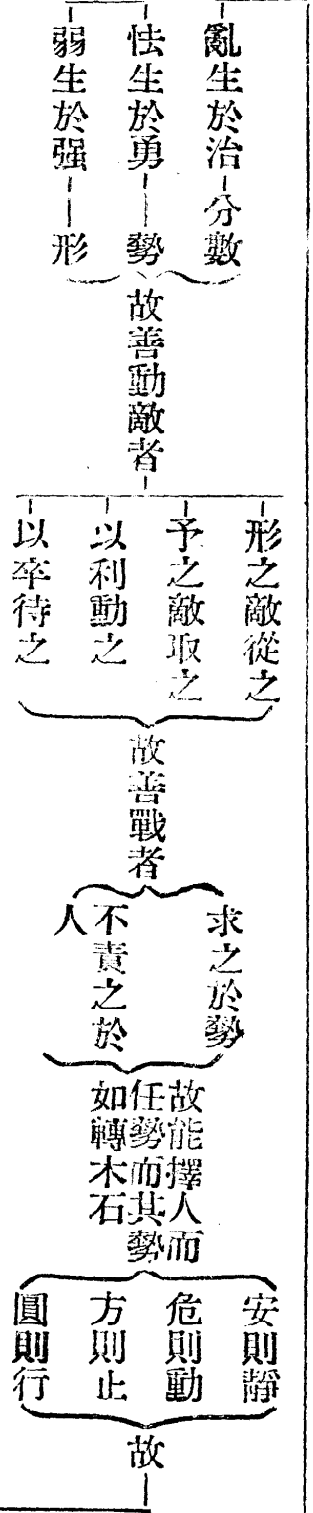 亂生於治 分數
怯生於勇 勢
弱生於强 形
故善動敵者
形之敵從之
予之敵取之
以利動之
以卒待之
故善戰者
求之於勢
不責之於
人
故能擇人而
任勢而其勢
如轉木石
安則靜
危則動
方則止
圓則行
故